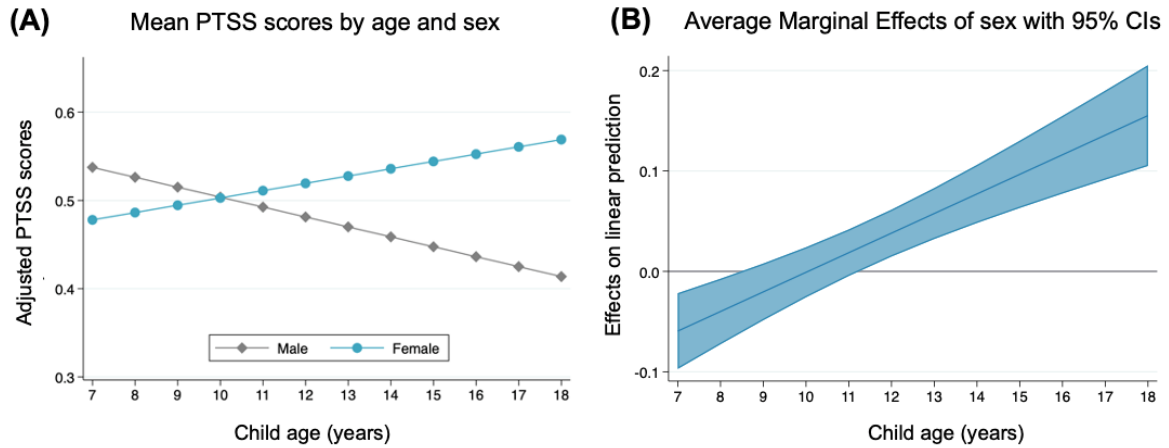 (A) Mean PTSS scores by age and sex
Adjusted PTSS scores
0.6
0.5
0.4
0.3
Male Female
7 8 9 10 11 12 13 14 15 16 17 18
Child age (years)
(B) Average Marginal Effects of sex with 95% CIs
Effects on linear prediction
0.2
0.1
0.0
-0.1
7 8 9 10 11 12 13 14 15 16 17 18
Child age (years)